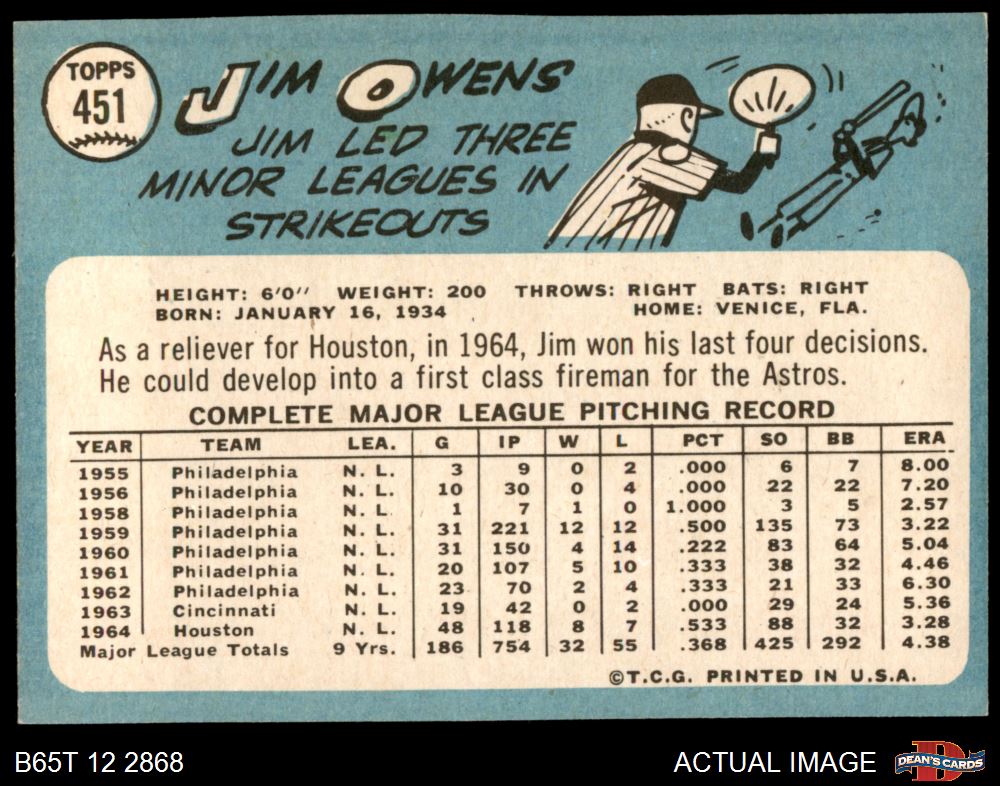 TOPPS
451
JIM OWENS
JIM LED THREE
MINOR LEAGUES IN
STRIKEOUTS
HEIGHT: 6'0" WEIGHT: 200 THROWS: RIGHT BATS: RIGHT
BORN: JANUARY 16, 1934 HOME: VENICE, FLA.
As a reliever for Houston, in 1964, Jim won his last four decisions.
He could develop into a first class fireman for the Astros.
COMPLETE MAJOR LEAGUE PITCHING RECORD
YEAR TEAM LEA. G IP W L PCT SO BB ERA
1955 Philadelphia N. L. 3 9 0 2 .000 6 7 8.00
1956 Philadelphia N. L. 10 30 0 4 .000 22 22 7.20
1958 Philadelphia N. L. 1 7 1 0 1.000 3 5 2.57
1959 Philadelphia N. L. 31 221 12 12 .500 135 73 3.22
1960 Philadelphia N. L. 31 150 4 14 .222 83 64 5.04
1961 Philadelphia N. L. 20 107 5 10 .333 38 32 4.46
1962 Philadelphia N. L. 23 70 2 4 .333 21 33 6.30
1963 Cincinnati N. L. 19 42 0 2 .000 29 24 5.36
1964 Houston N. L. 48 118 8 7 .533 88 32 3.28
Major League Totals 9 Yrs. 186 754 32 55 .368 425 292 4.38
©T.C.G. PRINTED IN U.S.A.
B65T 12 2868 ACTUAL IMAGE
DEAN'S CARDS